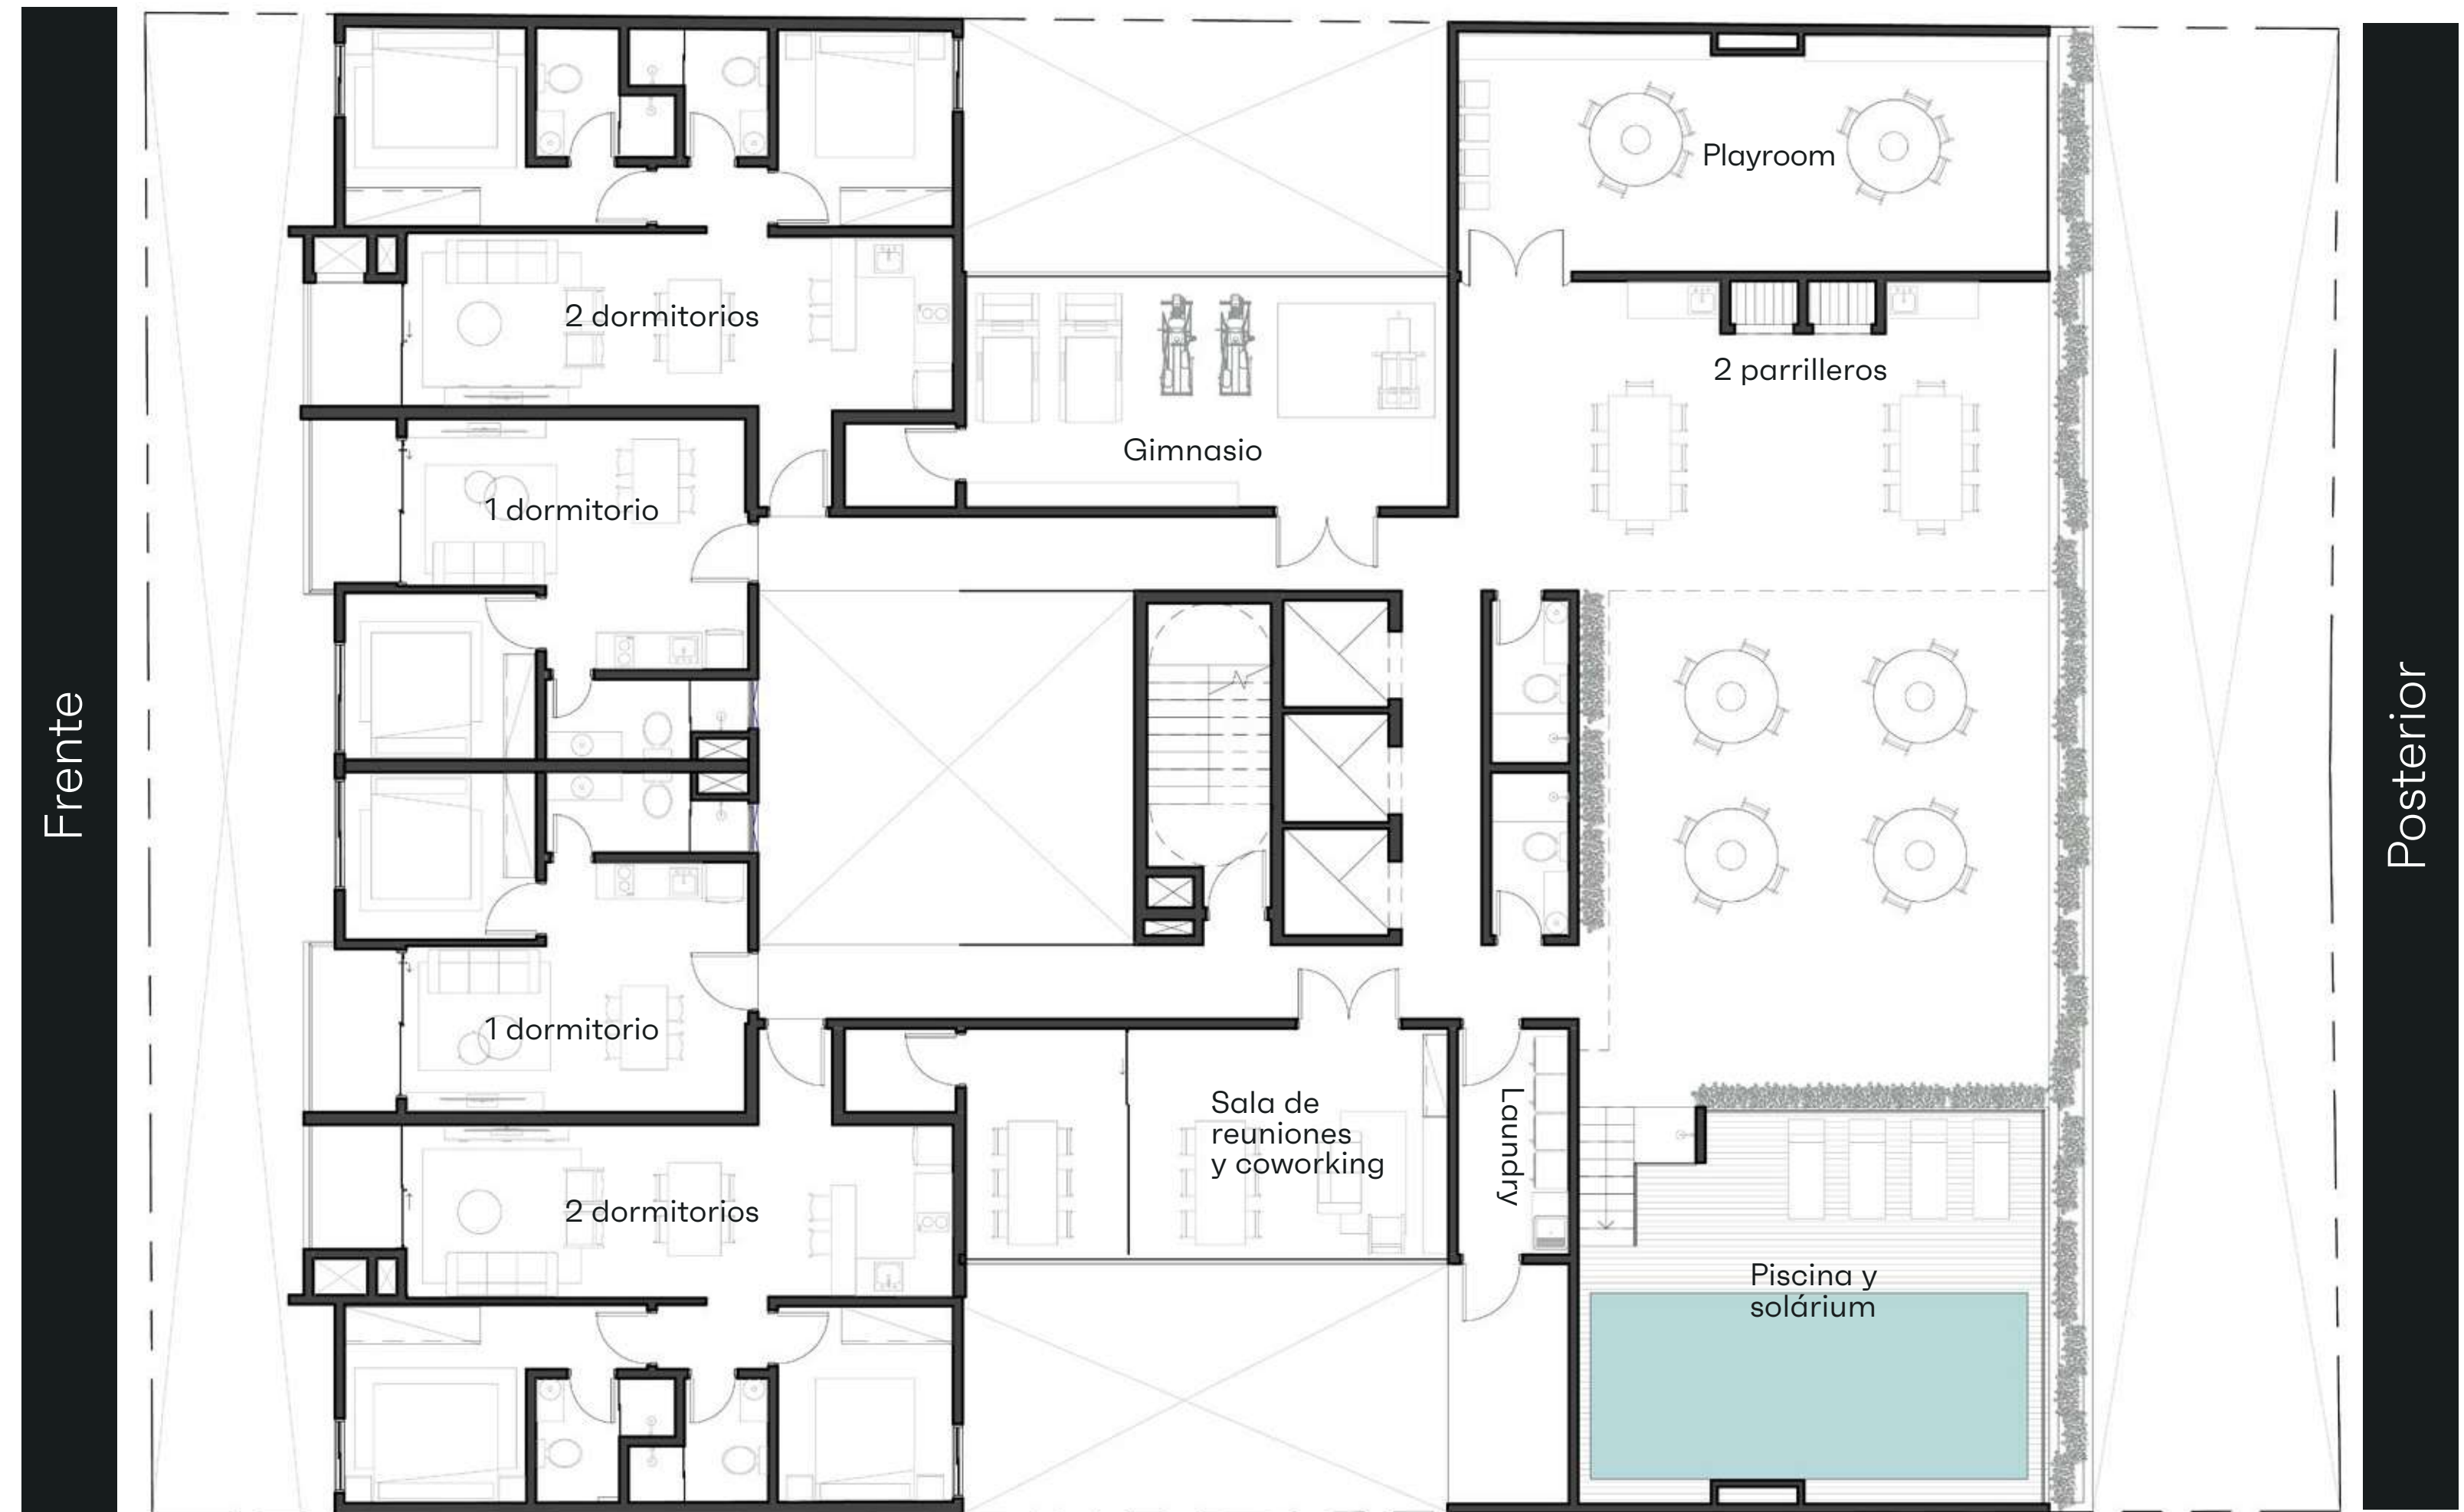 Frente
Playroom
2 dormitorios
2 parrilleros
Gimnasio
1 dormitorio
Posterior
1 dormitorio
Sala de
reuniones
y coworking
Laundry
2 dormitorios
Piscina y
solárium